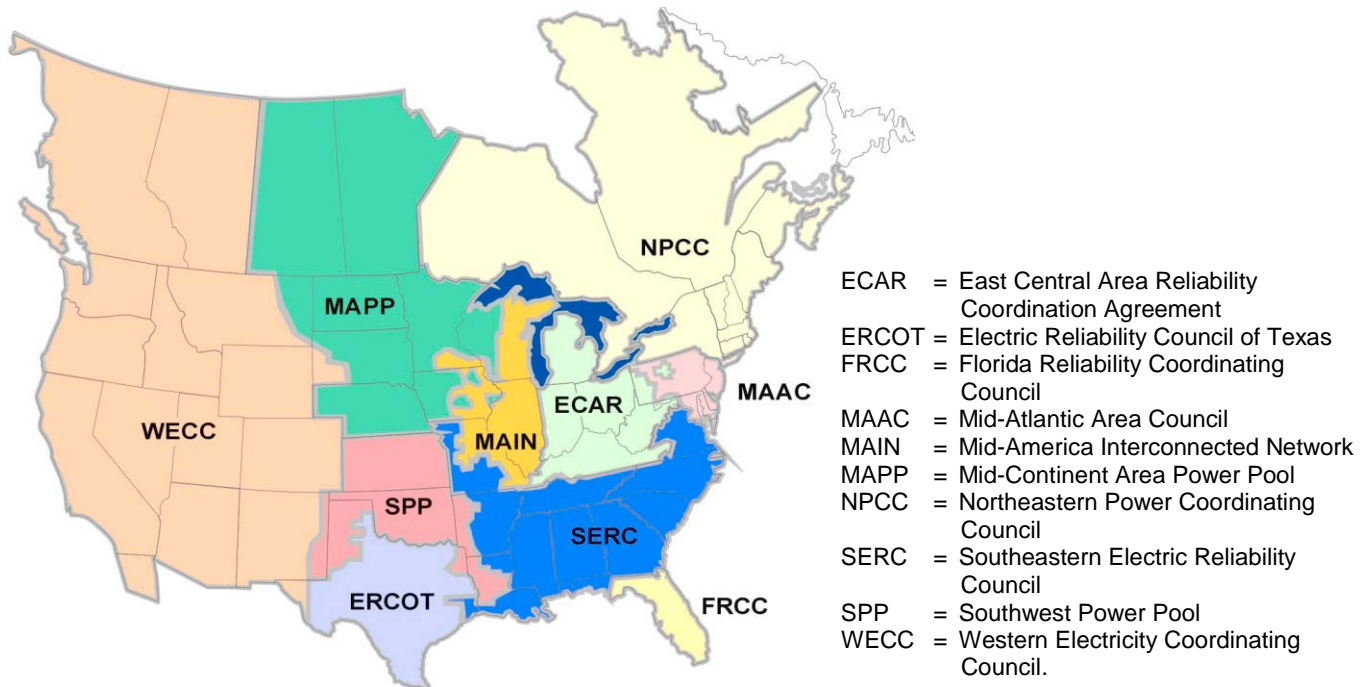 NPCC
MAPP
MAAC
ECAR
WECC
MAIN
SPP
SERC
ERCOT
FRCC
ECAR = East Central Area Reliability
Coordination Agreement
ERCOT = Electric Reliability Council of Texas
FRCC = Florida Reliability Coordinating
Council
MAAC = Mid-Atlantic Area Council
MAIN = Mid-America Interconnected Network
MAPP = Mid-Continent Area Power Pool
NPCC = Northeastern Power Coordinating
Council
SERC = Southeastern Electric Reliability
Council
SPP = Southwest Power Pool
WECC = Western Electricity Coordinating
Council.